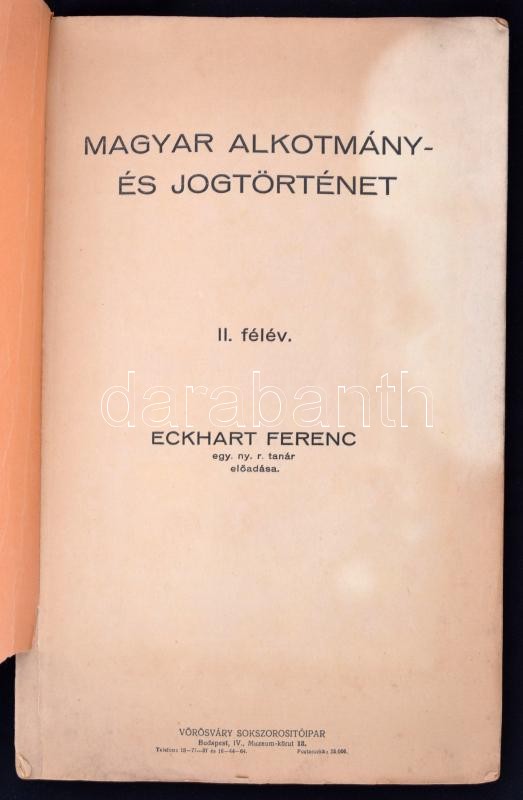 MAGYAR ALKOTMÁNY-
ÉS JOGTÖRTÉNET
II. félév.
darabanth
ECKHART FERENC
egy. ny. r. tanár
előadása.
VÖRÖSVÁRY SOKSZOROSITÓIPAR
Budapest, IV., Muzeum-körut 18.